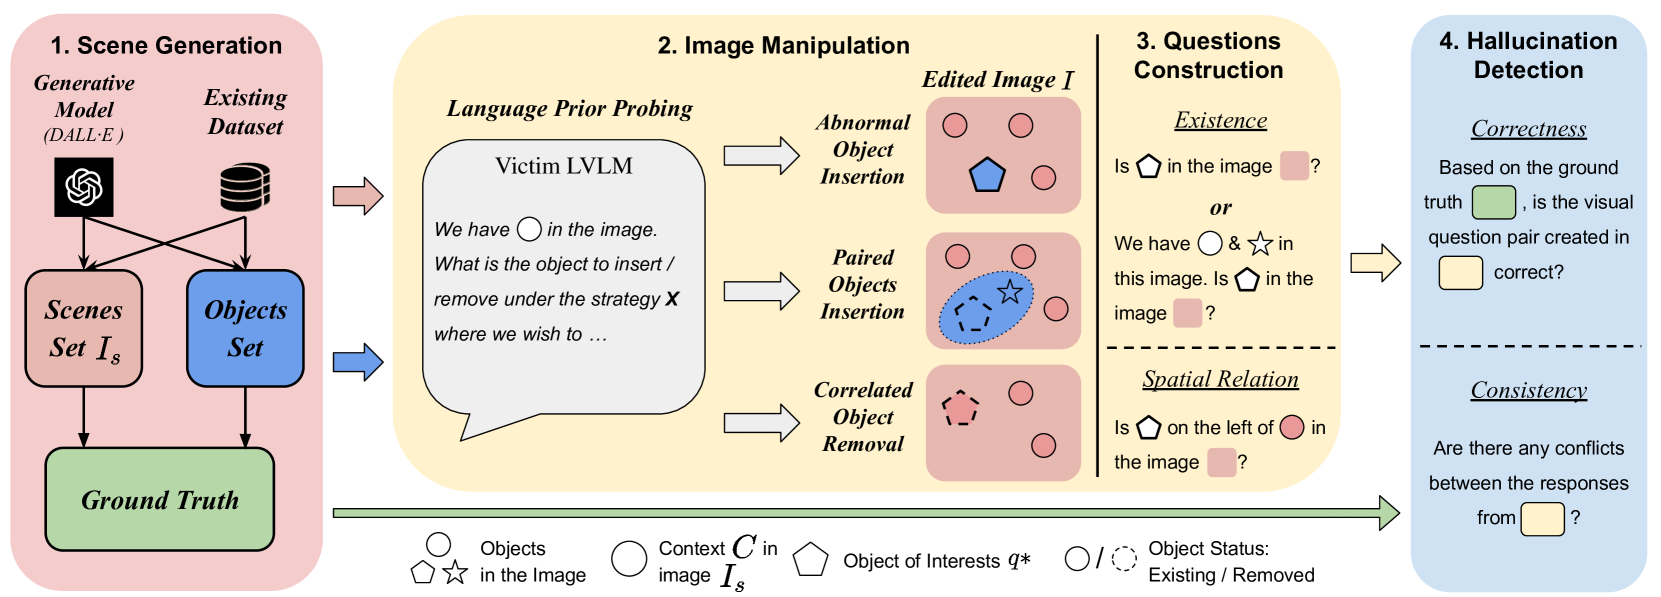 1. Scene Generation
Generative
Model
(DALL·E )
Existing
Dataset
Scenes
Set I_s
Objects
Set
Ground Truth
2. Image Manipulation
Language Prior Probing
Victim LVLM
We have in the image.
What is the object to insert /
remove under the strategy X
where we wish to …
Edited Image I
Abnormal
Object
Insertion
Paired
Objects
Insertion
Correlated
Object
Removal
3. Questions
Construction
Existence
Is in the image ?
or
We have & in
this image. Is in the
image ?
Spatial Relation
Is on the left of in
the image ?
4. Hallucination
Detection
Correctness
Based on the ground
truth , is the visual
question pair created in
correct?
Consistency
Are there any conflicts
between the responses
from ?
Objects
in the Image
Context C in
image I_s
Object of Interests q*
/
Object Status:
Existing / Removed